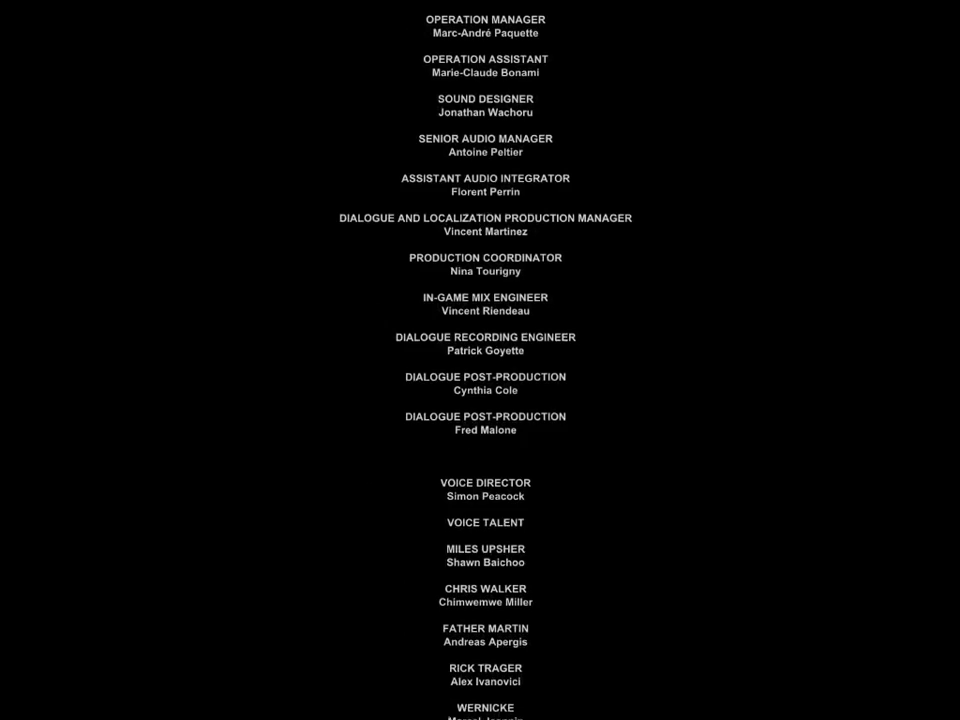 OPERATION MANAGER
Marc-André Paquette
OPERATION ASSISTANT
Marie-Claude Bonami
SOUND DESIGNER
Jonathan Wachoru
SENIOR AUDIO MANAGER
Antoine Peltier
ASSISTANT AUDIO INTEGRATOR
Florent Perrin
DIALOGUE AND LOCALIZATION PRODUCTION MANAGER
Vincent Martinez
PRODUCTION COORDINATOR
Nina Tourigny
IN-GAME MIX ENGINEER
Vincent Riendeau
DIALOGUE RECORDING ENGINEER
Patrick Goyette
DIALOGUE POST-PRODUCTION
Cynthia Cole
DIALOGUE POST-PRODUCTION
Fred Malone
VOICE DIRECTOR
Simon Peacock
VOICE TALENT
MILES UPSHER
Shawn Baichoo
CHRIS WALKER
Chimwemwe Miller
FATHER MARTIN
Andreas Apergis
RICK TRAGER
Alex Ivanovici
WERNICKE